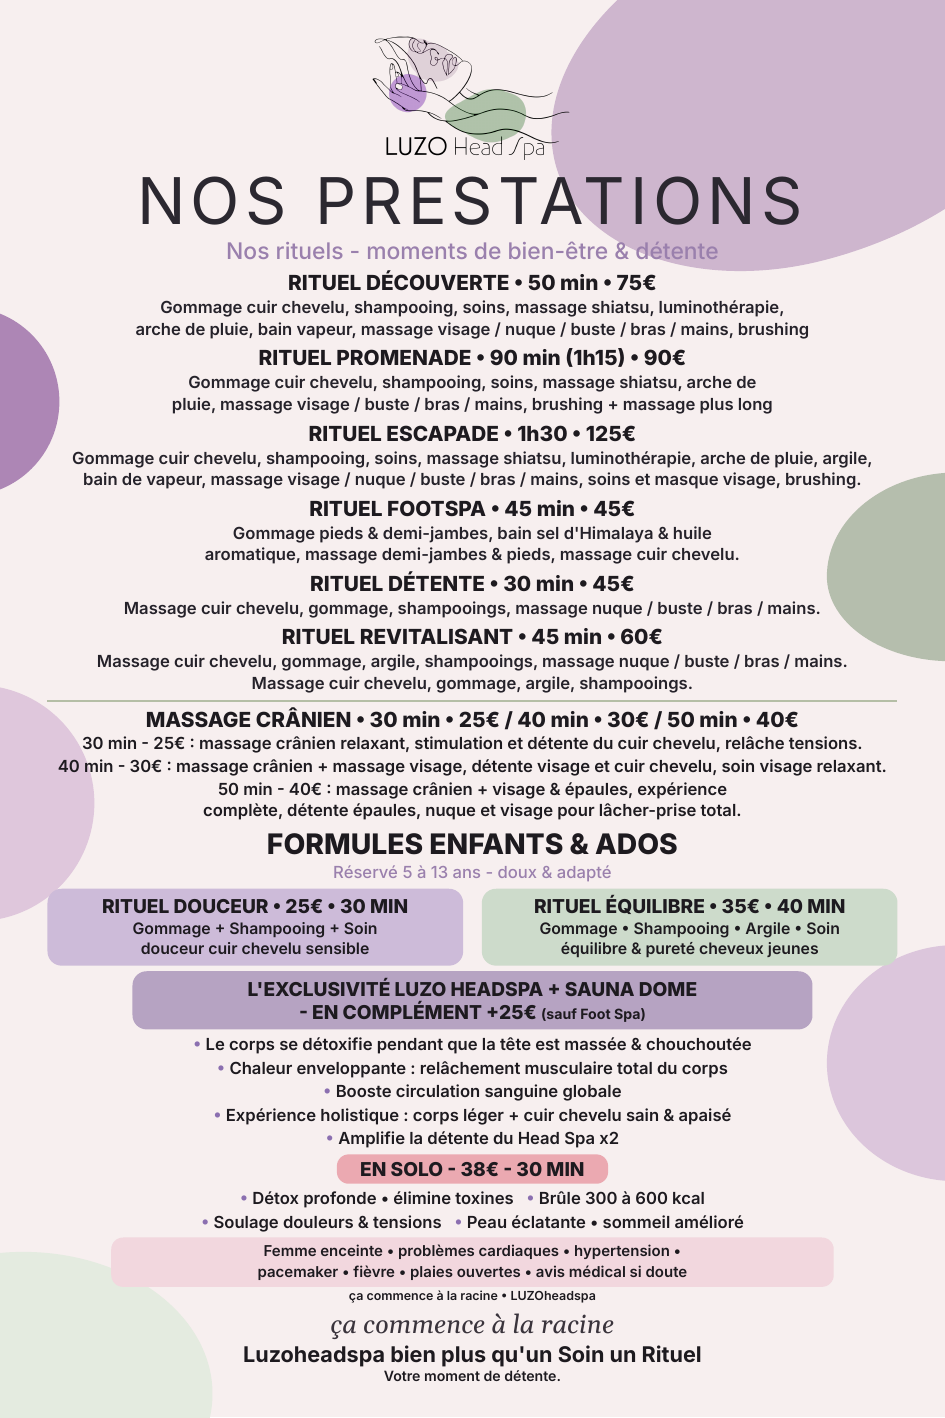 LUZO Head Spa
NOS PRESTATIONS
Nos rituels - moments de bien-être & détente
RITUEL DÉCOUVERTE • 50 min • 75€
Gommage cuir chevelu, shampooing, soins, massage shiatsu, luminothérapie,
arche de pluie, bain vapeur, massage visage / nuque / buste / bras / mains, brushing
RITUEL PROMENADE • 90 min (1h15) • 90€
Gommage cuir chevelu, shampooing, soins, massage shiatsu, arche de
pluie, massage visage / buste / bras / mains, brushing + massage plus long
RITUEL ESCAPADE • 1h30 • 125€
Gommage cuir chevelu, shampooing, soins, massage shiatsu, luminothérapie, arche de pluie, argile,
bain de vapeur, massage visage / nuque / buste / bras / mains, soins et masque visage, brushing.
RITUEL FOOTSPA • 45 min • 45€
Gommage pieds & demi-jambes, bain sel d'Himalaya & huile
aromatique, massage demi-jambes & pieds, massage cuir chevelu.
RITUEL DÉTENTE • 30 min • 45€
Massage cuir chevelu, gommage, shampooings, massage nuque / buste / bras / mains.
RITUEL REVITALISANT • 45 min • 60€
Massage cuir chevelu, gommage, argile, shampooings, massage nuque / buste / bras / mains.
Massage cuir chevelu, gommage, argile, shampooings.
MASSAGE CRÂNIEN • 30 min • 25€ / 40 min • 30€ / 50 min • 40€
30 min - 25€ : massage crânien relaxant, stimulation et détente du cuir chevelu, relâche tensions.
40 min - 30€ : massage crânien + massage visage, détente visage et cuir chevelu, soin visage relaxant.
50 min - 40€ : massage crânien + visage & épaules, expérience
complète, détente épaules, nuque et visage pour lâcher-prise total.
FORMULES ENFANTS & ADOS
Réservé 5 à 13 ans - doux & adapté
RITUEL DOUCEUR • 25€ • 30 MIN
Gommage + Shampooing + Soin
douceur cuir chevelu sensible
RITUEL ÉQUILIBRE • 35€ • 40 MIN
Gommage • Shampooing • Argile • Soin
équilibre & pureté cheveux jeunes
L'EXCLUSIVITÉ LUZO HEADSPA + SAUNA DOME
- EN COMPLÉMENT +25€ (sauf Foot Spa)
• Le corps se détoxifie pendant que la tête est massée & chouchoutée
• Chaleur enveloppante : relâchement musculaire total du corps
• Booste circulation sanguine globale
• Expérience holistique : corps léger + cuir chevelu sain & apaisé
• Amplifie la détente du Head Spa x2
EN SOLO - 38€ - 30 MIN
• Détox profonde • élimine toxines • Brûle 300 à 600 kcal
• Soulage douleurs & tensions • Peau éclatante • sommeil amélioré
Femme enceinte • problèmes cardiaques • hypertension •
pacemaker • fièvre • plaies ouvertes • avis médical si doute
ça commence à la racine • LUZOheadspa
ça commence à la racine
Luzoheadspa bien plus qu'un Soin un Rituel
Votre moment de détente.